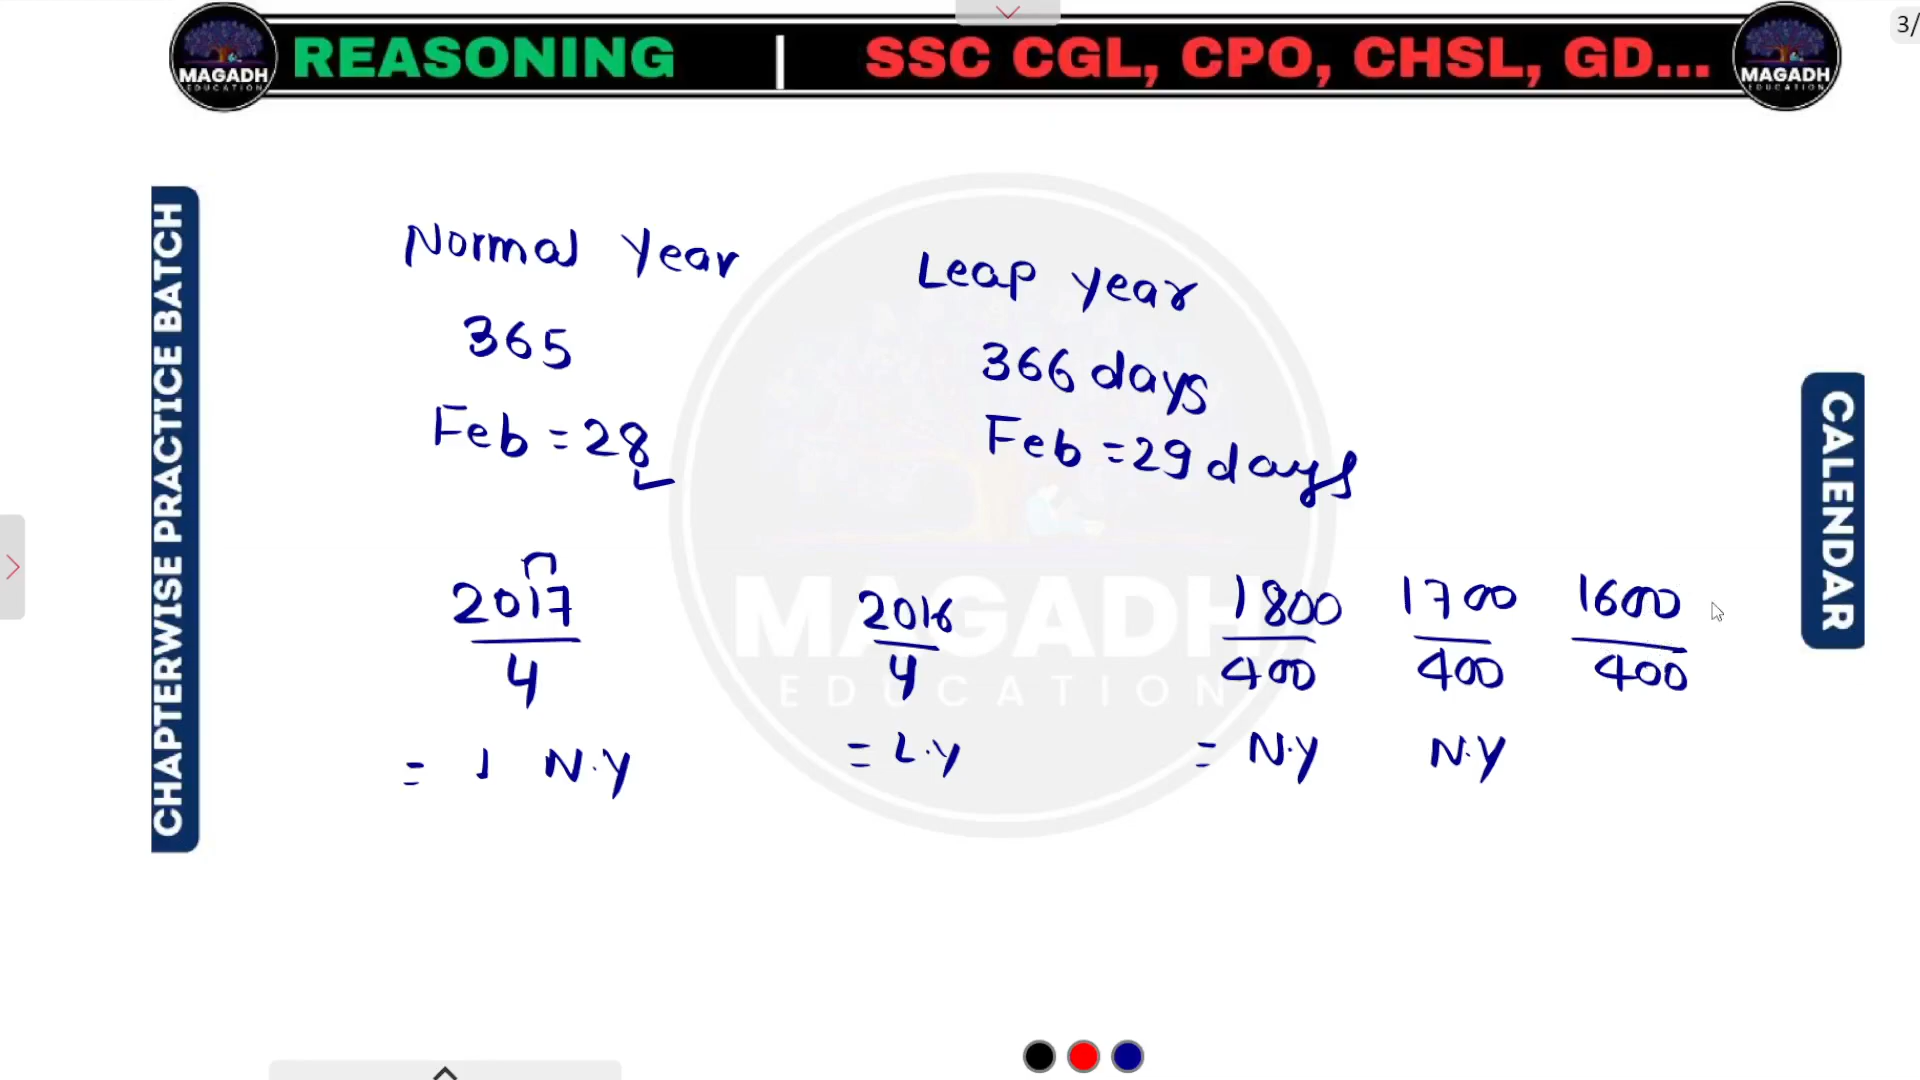 3/
MAGADH
EDUCATION
REASONING | SSC CGL, CPO, CHSL, GD...
MAGADH
EDUCATION
CHAPTERWISE PRACTICE BATCH
CALENDAR
Normal Year
365
Feb = 28
Leap year
366 days
Feb = 29 days
2017/4
= 1 N.Y
2016/4
= L.Y
1800/400
= N.Y
1700/400
N.Y
1600/400
MAGADH
EDUCATION